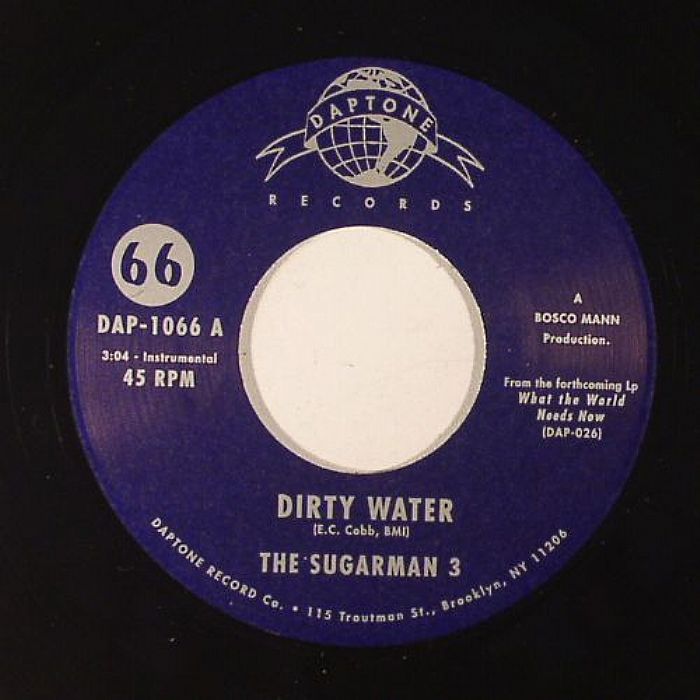 DAPTONE
RECORDS
66
DAP-1066 A
3:04 - Instrumental
45 RPM
A
BOSCO MANN
Production.
From the forthcoming Lp
What the World
Needs Now
(DAP-026)
DIRTY WATER
(E.C. Cobb, BMI)
THE SUGARMAN 3
DAPTONE RECORD Co. • 115 Troutman St., Brooklyn, NY 11206